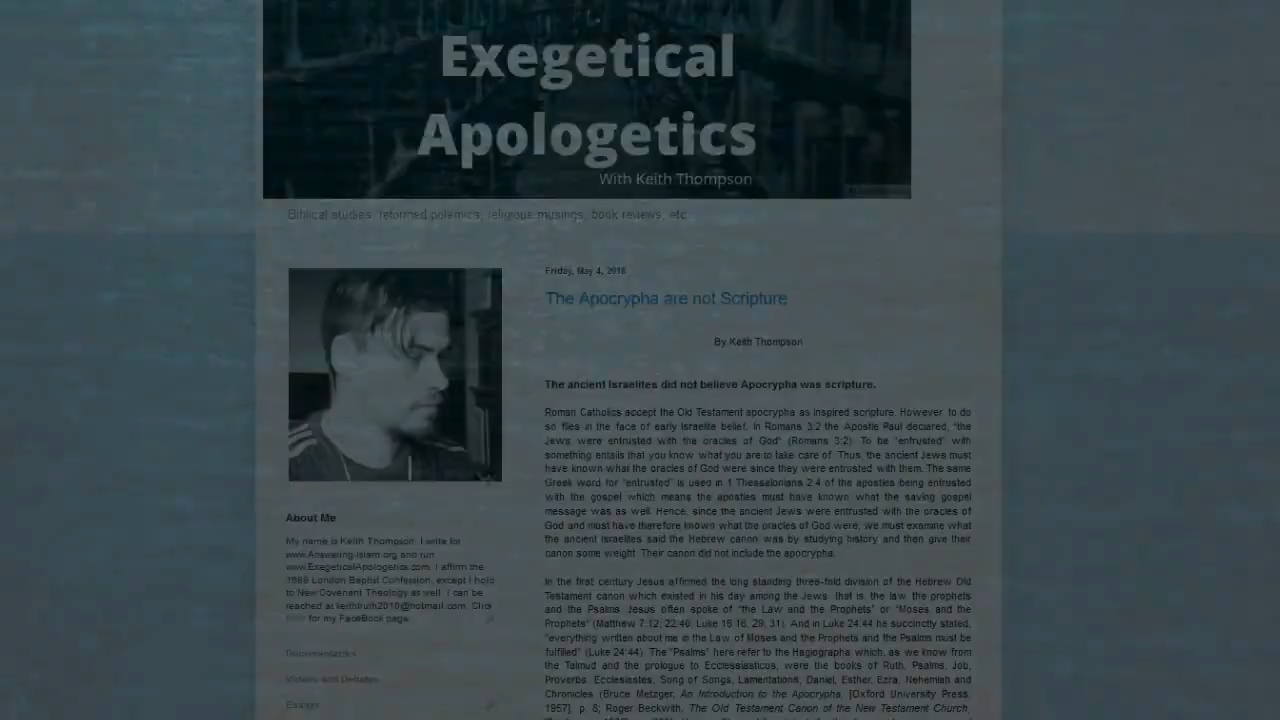 Exegetical
Apologetics
With Keith Thompson
Biblical studies, reformed polemics, religious musings, book reviews, etc
Friday, May 4, 2018
The Apocrypha are not Scripture
By Keith Thompson
The ancient Israelites did not believe Apocrypha was scripture.
Roman Catholics accept the Old Testament apocrypha as inspired scripture. However, to do
so flies in the face of early Israelite belief. In Romans 3:2 the Apostle Paul declared, "the
Jews were entrusted with the oracles of God" (Romans 3:2). To be "entrusted" with
something entails that you know what you are to take care of. Thus, the ancient Jews must
have known what the oracles of God were since they were entrusted with them. The same
Greek word for "entrusted" is used in 1 Thessalonians 2:4 of the apostles being entrusted
with the gospel which means the apostles must have known what the saving gospel
message was as well. Hence, since the ancient Jews were entrusted with the oracles of
God and must have therefore known what the oracles of God were, we must examine what
the ancient Israelites said the Hebrew canon was by studying history and then give their
canon some weight. Their canon did not include the apocrypha.
In the first century Jesus affirmed the long standing three-fold division of the Hebrew Old
Testament canon which existed in his day among the Jews, that is, the law, the prophets
and the Psalms. Jesus often spoke of "the Law and the Prophets" or "Moses and the
Prophets" (Matthew 7:12; 22:40; Luke 16:16, 29, 31). And in Luke 24:44 he succinctly stated,
"everything written about me in the Law of Moses and the Prophets and the Psalms must be
fulfilled" (Luke 24:44). The "Psalms" here refer to the Hagiographa which, as we know from
the Talmud and the prologue to Ecclesiasticus, were the books of Ruth, Psalms, Job,
Proverbs, Ecclesiastes, Song of Songs, Lamentations, Daniel, Esther, Ezra, Nehemiah and
Chronicles (Bruce Metzger, An Introduction to the Apocrypha, [Oxford University Press,
1957], p. 8; Roger Beckwith, The Old Testament Canon of the New Testament Church,
About Me
My name is Keith Thompson. I write for
www.Answering-Islam.org and run
www.ExegeticalApologetics.com. I affirm the
1689 London Baptist Confession, except I hold
to New Covenant Theology as well. I can be
reached at keithtruth2010@hotmail.com. Click
here for my FaceBook page.
Documentaries
Videos and Debates
Essays